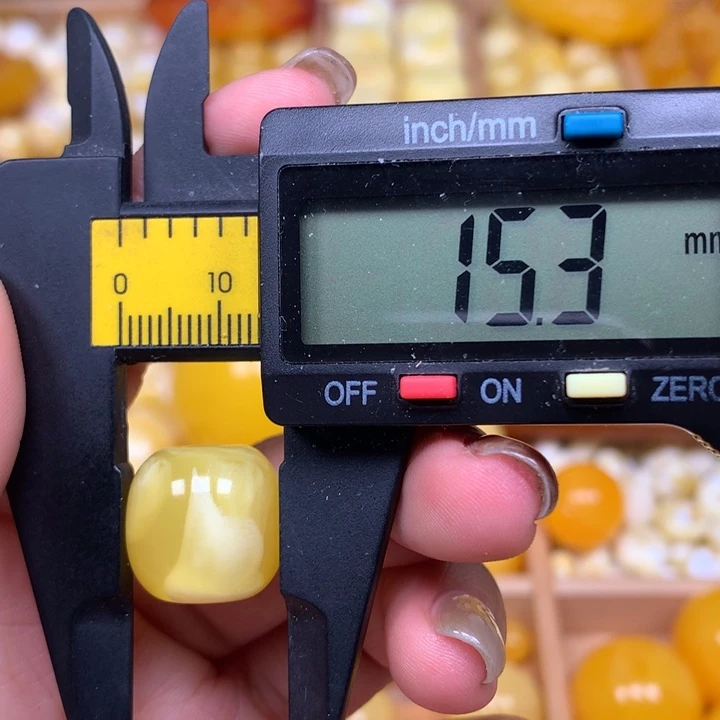 inch/mm
15.3 mm
0 10
OFF ON ZERO